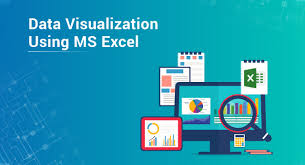 Data Visualization
Using MS Excel
X